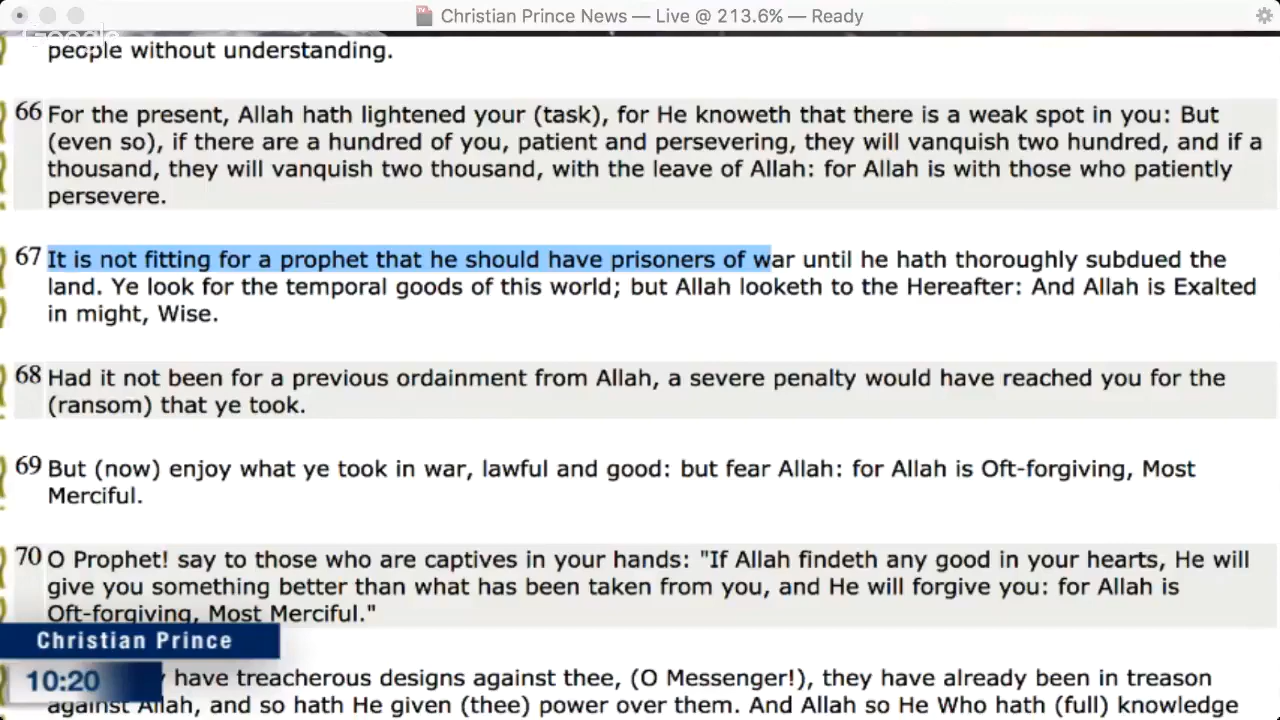 Christian Prince News — Live @ 213.6% — Ready
Google
people without understanding.
66 For the present, Allah hath lightened your (task), for He knoweth that there is a weak spot in you: But
(even so), if there are a hundred of you, patient and persevering, they will vanquish two hundred, and if a
thousand, they will vanquish two thousand, with the leave of Allah: for Allah is with those who patiently
persevere.
67 It is not fitting for a prophet that he should have prisoners of war until he hath thoroughly subdued the
land. Ye look for the temporal goods of this world; but Allah looketh to the Hereafter: And Allah is Exalted
in might, Wise.
68 Had it not been for a previous ordainment from Allah, a severe penalty would have reached you for the
(ransom) that ye took.
69 But (now) enjoy what ye took in war, lawful and good: but fear Allah: for Allah is Oft-forgiving, Most
Merciful.
70 O Prophet! say to those who are captives in your hands: "If Allah findeth any good in your hearts, He will
give you something better than what has been taken from you, and He will forgive you: for Allah is
Oft-forgiving, Most Merciful."
Christian Prince
10:20
have treacherous designs against thee, (O Messenger!), they have already been in treason
against Allah, and so hath He given (thee) power over them. And Allah so He Who hath (full) knowledge